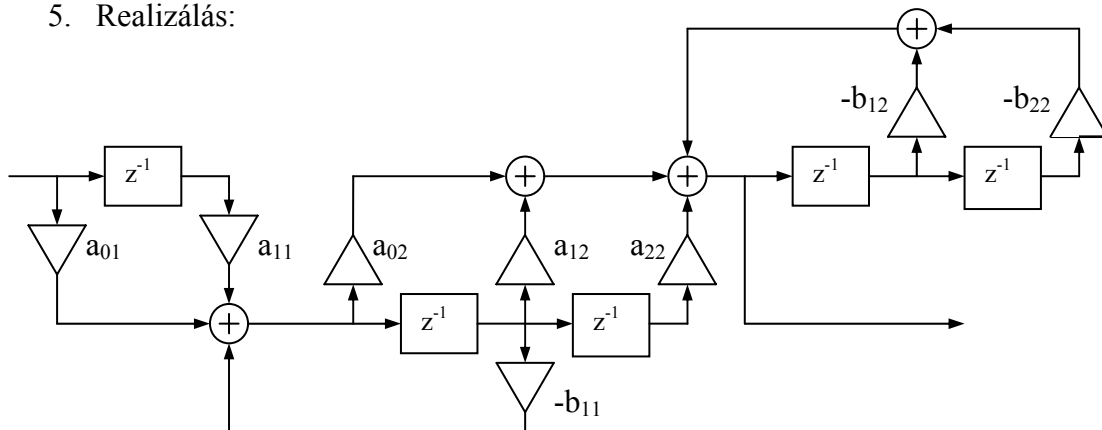 5. Realizálás:
+
-b₁₂
-b₂₂
z⁻¹
+
+
z⁻¹
z⁻¹
a₀₁
a₁₁
a₀₂
a₁₂
a₂₂
+
z⁻¹
z⁻¹
-b₁₁